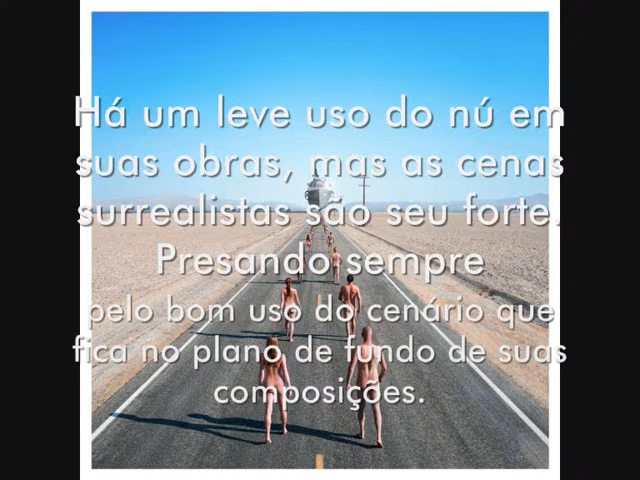 Há um leve uso do nú em
suas obras, mas as cenas
surrealistas são seu forte.
Presando sempre
pelo bom uso do cenário que
fica no plano de fundo de suas
composições.